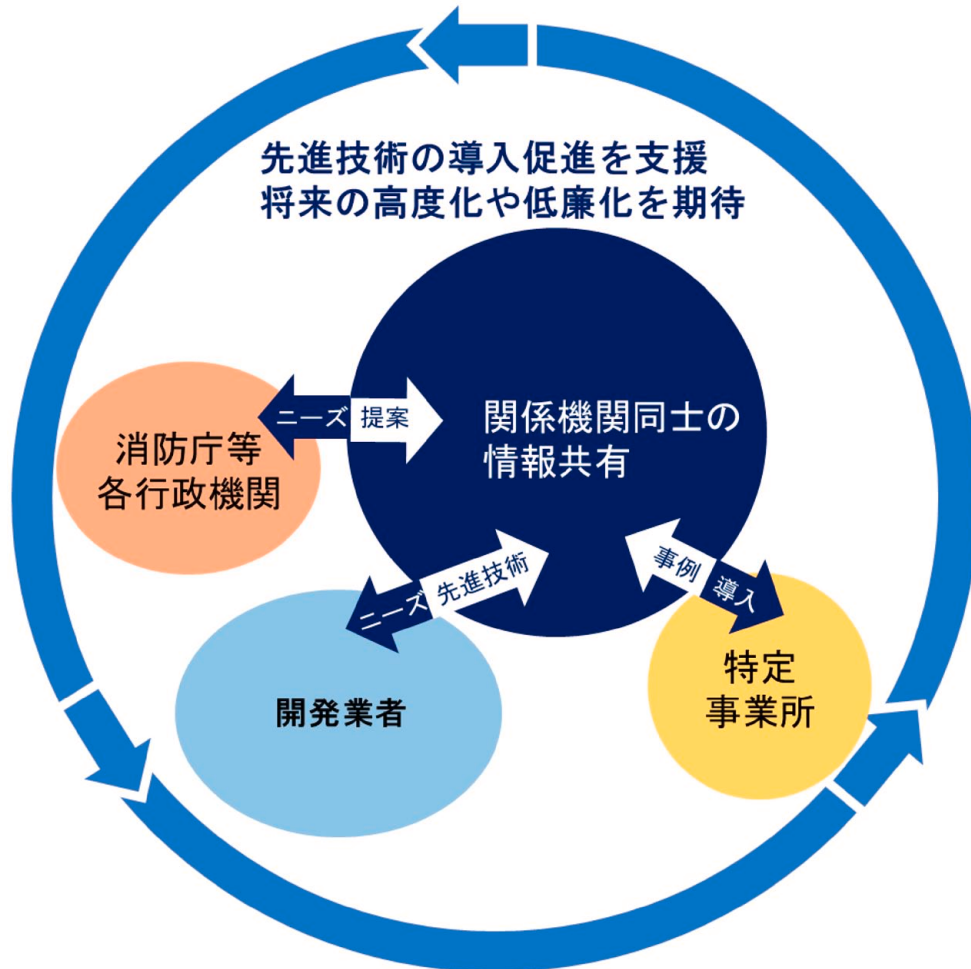 先進技術の導入促進を支援
将来の高度化や低廉化を期待
ニーズ 提案
関係機関同士の
情報共有
消防庁等
各行政機関
ニーズ 先進技術
事例 導入
開発業者
特定
事業所